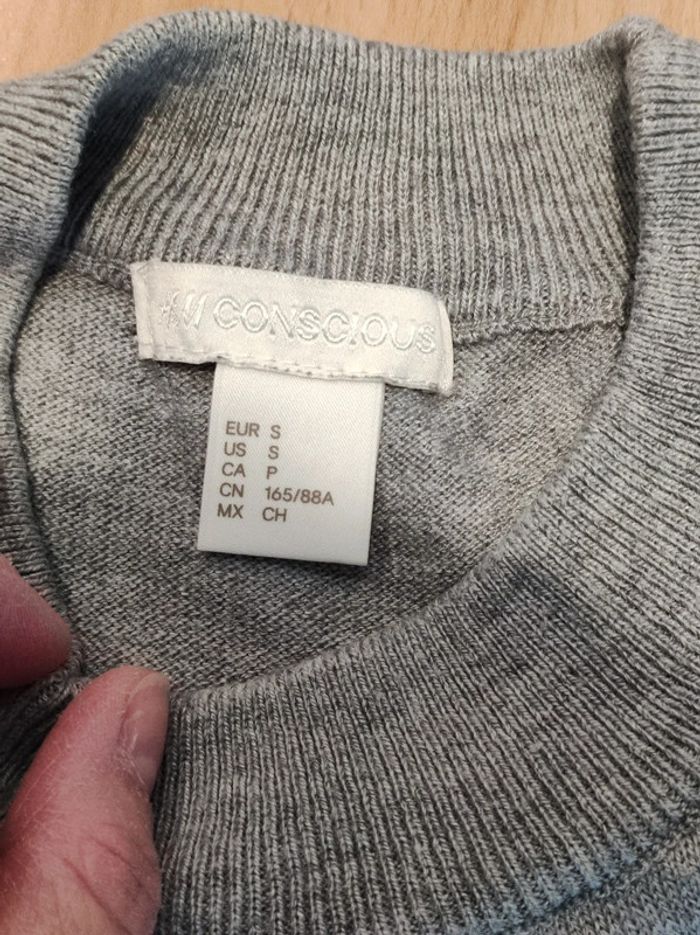 H&M CONSCIOUS
EUR S
US S
CA P
CN 165/88A
MX CH